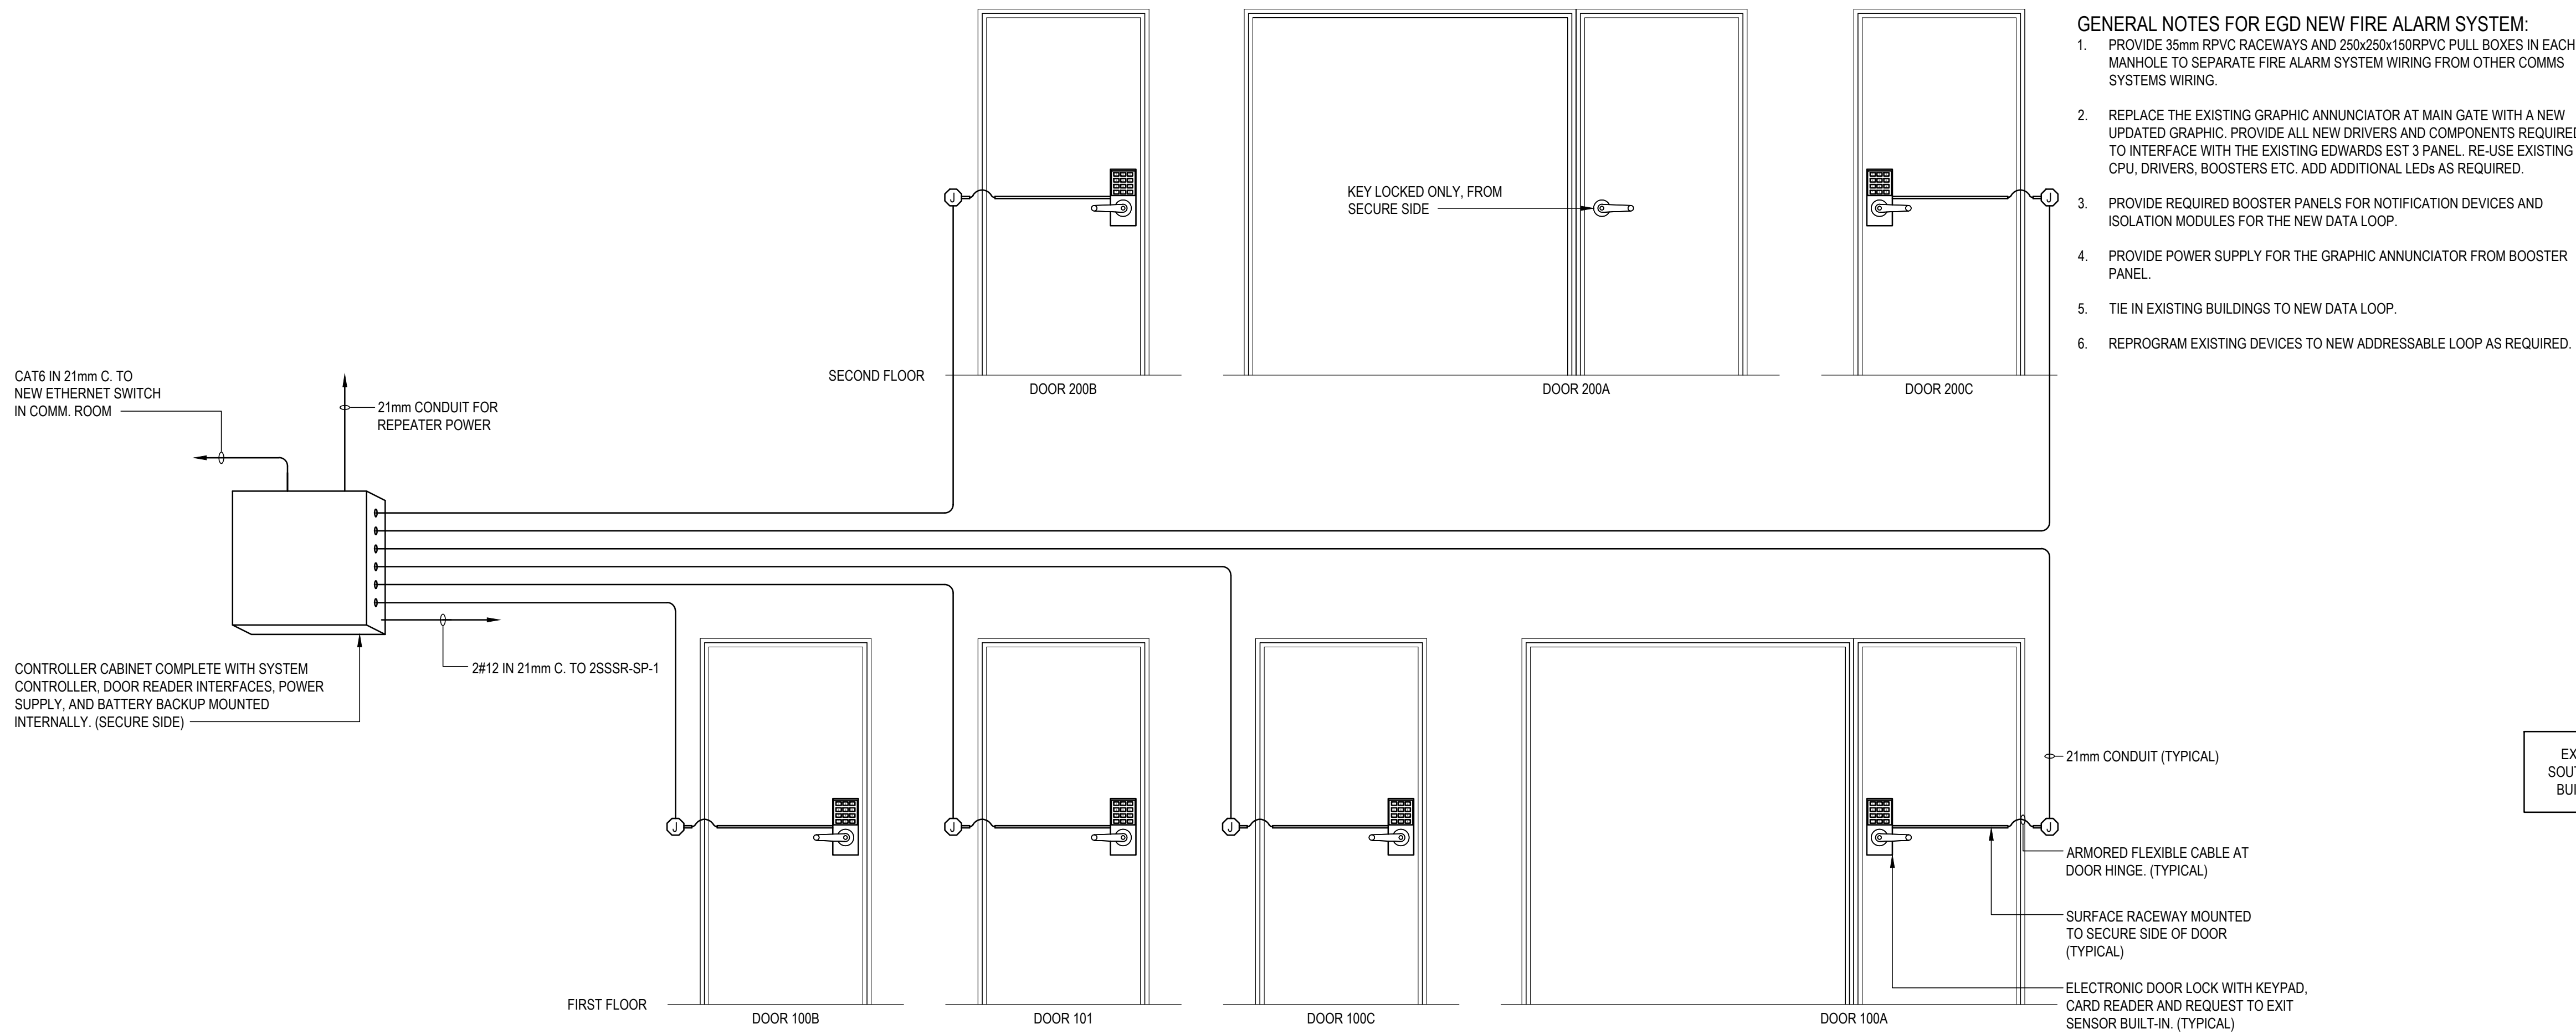 GENERAL NOTES FOR EGD NEW FIRE ALARM SYSTEM:
1. PROVIDE 35mm RPVC RACEWAYS AND 250x250x150RPVC PULL BOXES IN EACH
MANHOLE TO SEPARATE FIRE ALARM SYSTEM WIRING FROM OTHER COMMS
SYSTEMS WIRING.
2. REPLACE THE EXISTING GRAPHIC ANNUNCIATOR AT MAIN GATE WITH A NEW
UPDATED GRAPHIC. PROVIDE ALL NEW DRIVERS AND COMPONENTS
TO INTERFACE WITH THE EXISTING EDWARDS EST 3 PANEL. RE-USE EXISTING
CPU, DRIVERS, BOOSTERS ETC. ADD ADDITIONAL LEDs AS REQUIRED.
3. PROVIDE REQUIRED BOOSTER PANELS FOR NOTIFICATION DEVICES AND
ISOLATION MODULES FOR THE NEW DATA LOOP.
4. PROVIDE POWER SUPPLY FOR THE GRAPHIC ANNUNCIATOR FROM BOOSTER
PANEL.
5. TIE IN EXISTING BUILDINGS TO NEW DATA LOOP.
6. REPROGRAM EXISTING DEVICES TO NEW ADDRESSABLE LOOP AS REQUIRED.
J
KEY LOCKED ONLY, FROM
SECURE SIDE
J
SECOND FLOOR
DOOR 200B
DOOR 200A
DOOR 200C
CAT6 IN 21mm C. TO
NEW ETHERNET SWITCH
IN COMM. ROOM
21mm CONDUIT FOR
REPEATER POWER
CONTROLLER CABINET COMPLETE WITH SYSTEM
CONTROLLER, DOOR READER INTERFACES, POWER
SUPPLY, AND BATTERY BACKUP MOUNTED
INTERNALLY. (SECURE SIDE)
2#12 IN 21mm C. TO 2SSSR-SP-1
21mm CONDUIT (TYPICAL)
J
J
J
J
ARMORED FLEXIBLE CABLE AT
DOOR HINGE. (TYPICAL)
SURFACE RACEWAY MOUNTED
TO SECURE SIDE OF DOOR
(TYPICAL)
ELECTRONIC DOOR LOCK WITH KEYPAD,
CARD READER AND REQUEST TO EXIT
SENSOR BUILT-IN. (TYPICAL)
FIRST FLOOR
DOOR 100B
DOOR 101
DOOR 100C
DOOR 100A